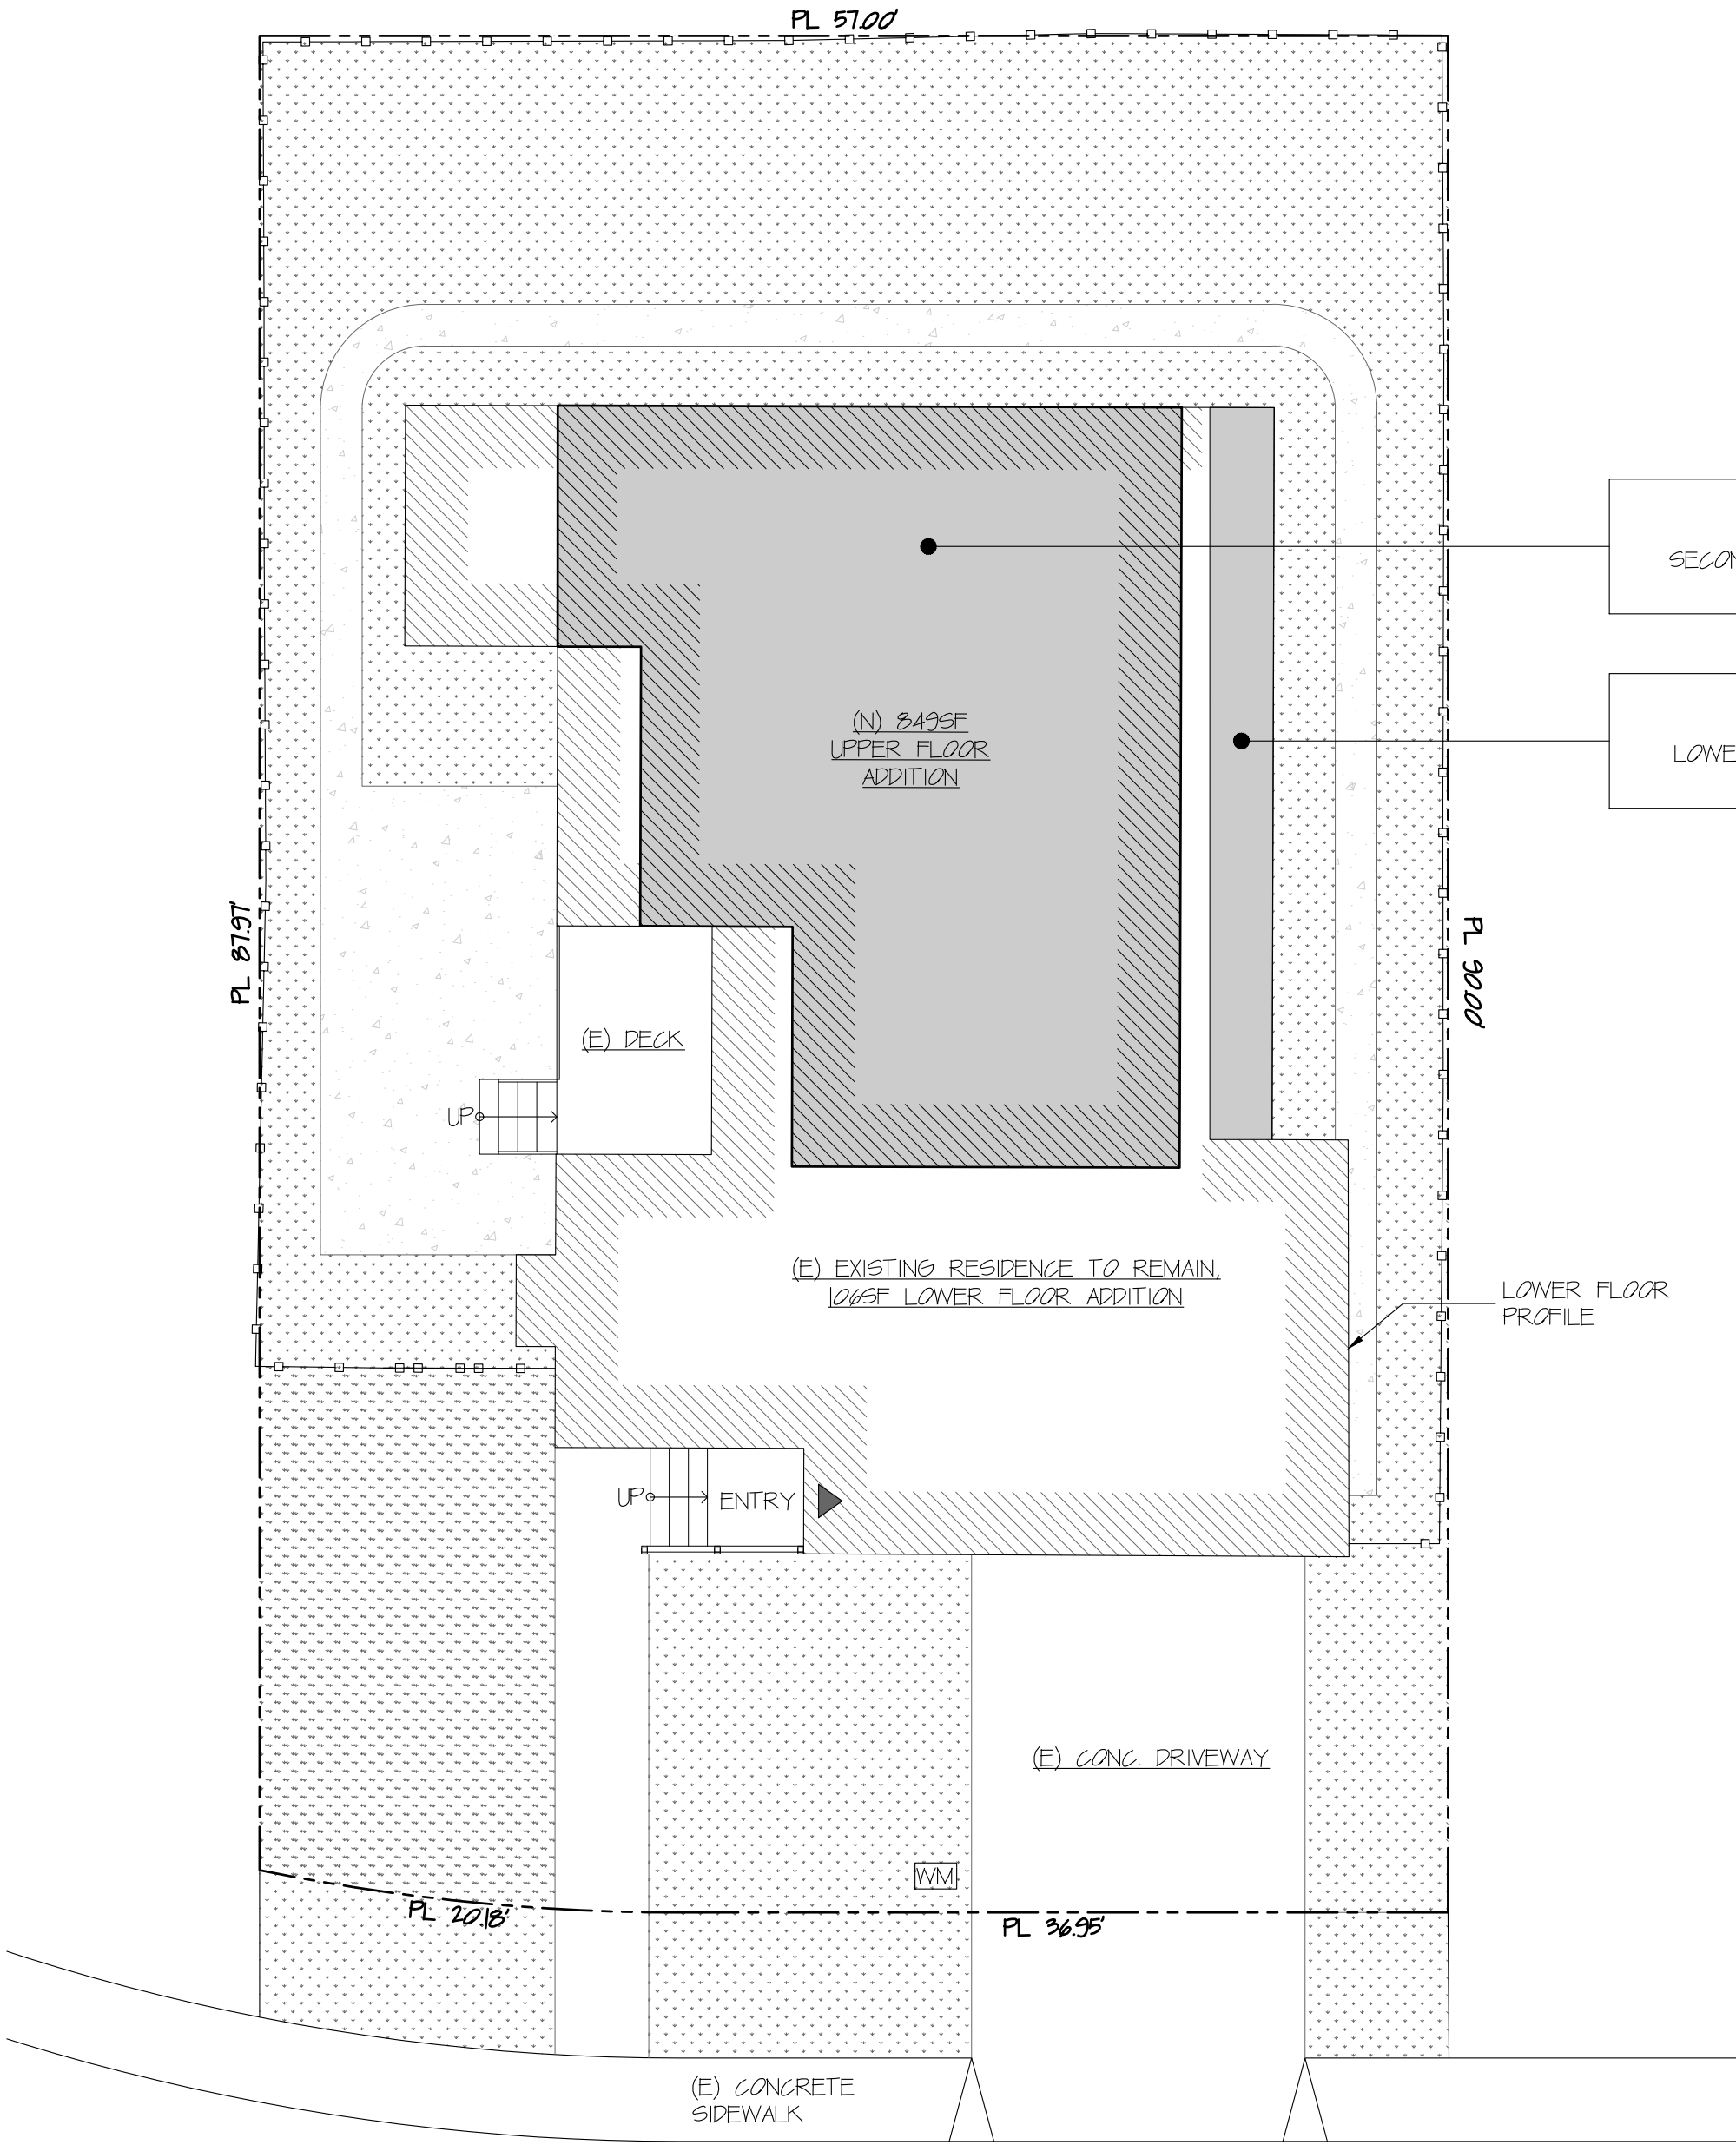 PL 57.00'
SECON
(N) 849SF
UPPER FLOOR
ADDITION
LOWE
PL 87.97'
PL 90.00'
(E) DECK
UP
(E) EXISTING RESIDENCE TO REMAIN,
106SF LOWER FLOOR ADDITION
LOWER FLOOR
PROFILE
UP
ENTRY
(E) CONC. DRIVEWAY
WM
PL 20.18'
PL 36.95'
(E) CONCRETE
SIDEWALK